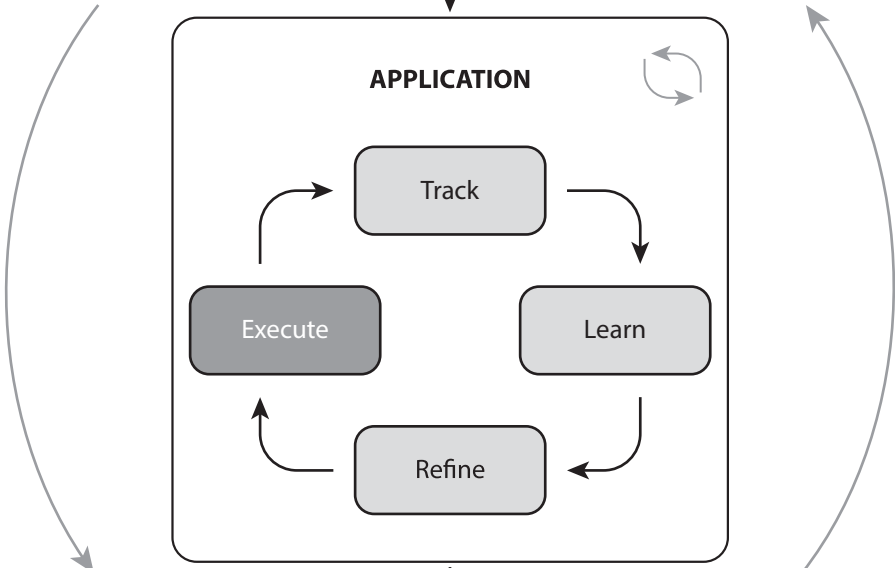 APPLICATION
Track
Execute
Learn
Refine